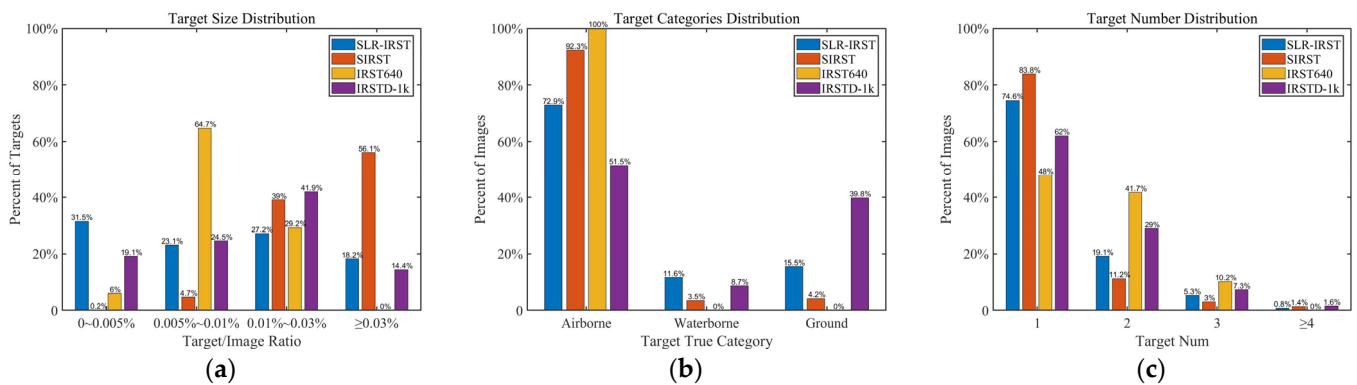 Target Size Distribution
100%
80%
60%
40%
20%
0
Percent of Targets
SLR-IRST
SIRST
IRST640
IRSTD-1k
31.5%
0.2%
6%
19.1%
23.1%
4.7%
64.7%
24.5%
27.2%
39%
29.2%
41.9%
18.2%
56.1%
0%
14.4%
0~0.005%
0.005%~0.01%
0.01%~0.03%
≥0.03%
Target/Image Ratio
(a)
Target Categories Distribution
100%
80%
60%
40%
20%
0
Percent of Images
SLR-IRST
SIRST
IRST640
IRSTD-1k
72.9%
92.3%
100%
51.5%
11.6%
3.5%
0%
8.7%
15.5%
4.2%
0%
39.8%
Airborne
Waterborne
Ground
Target True Category
(b)
Target Number Distribution
100%
80%
60%
40%
20%
0
Percent of Images
SLR-IRST
SIRST
IRST640
IRSTD-1k
74.6%
83.8%
48%
62%
19.1%
11.2%
41.7%
29%
5.3%
3%
10.2%
7.3%
0.8%
1.4%
0%
1.6%
1
2
3
≥4
Target Num
(c)